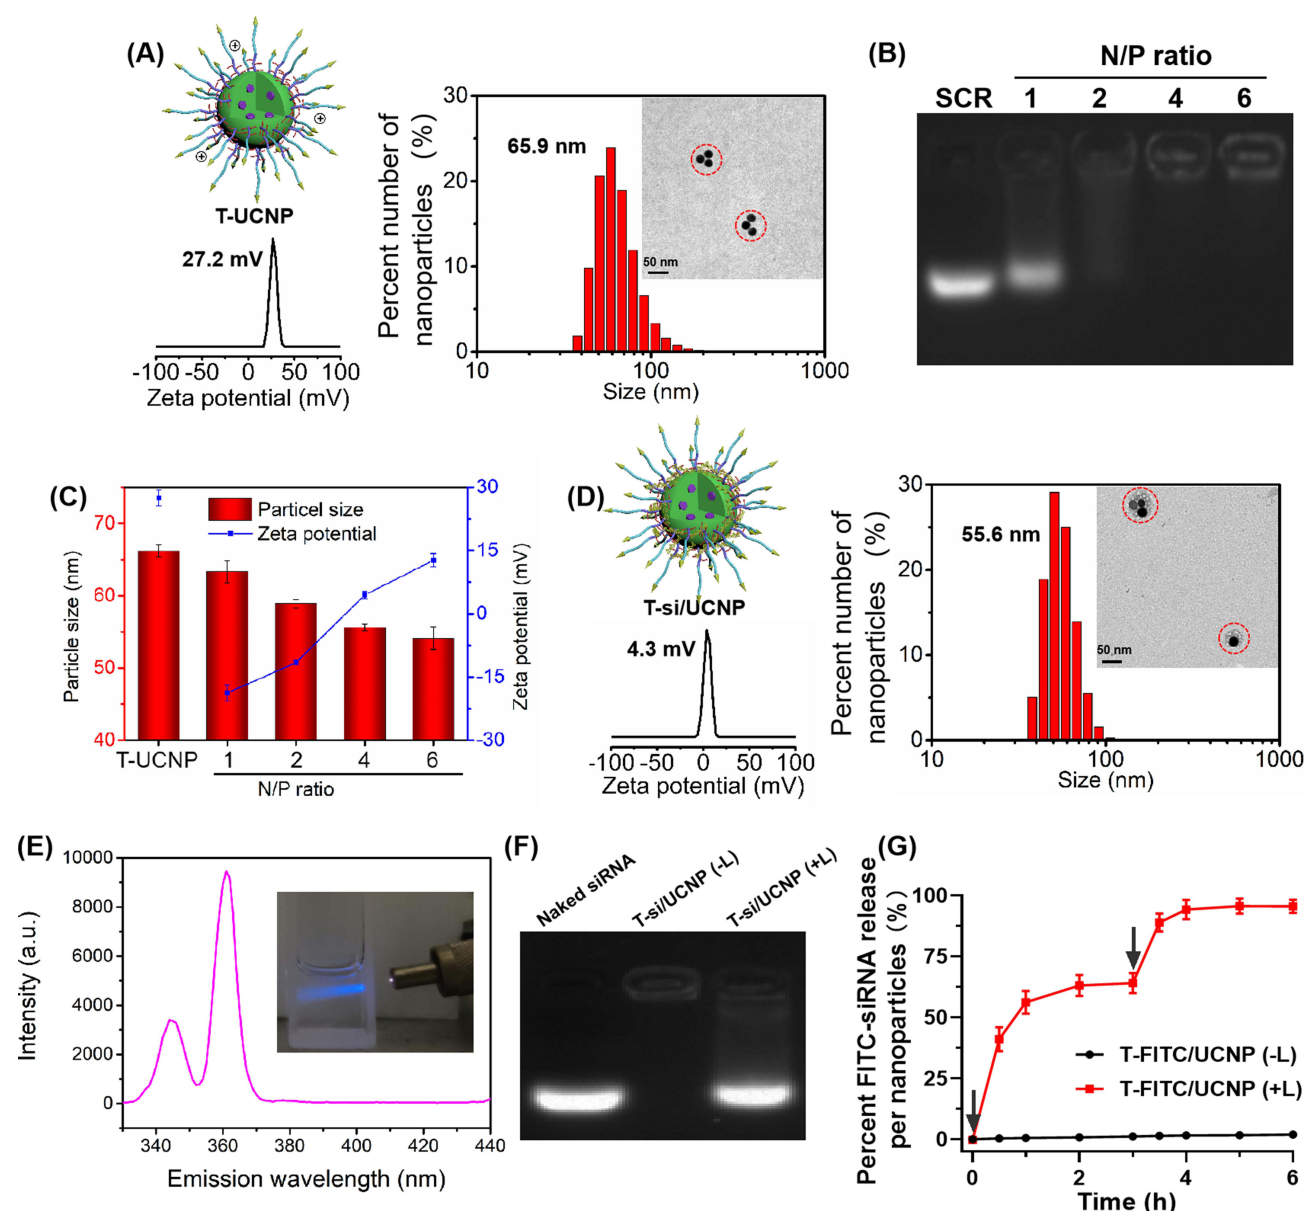 (A)
T-UCNP
27.2 mV
-100 -50 0 50 100
Zeta potential (mV)
Percent number of
nanoparticles (%)
30
20
10
0
65.9 nm
50 nm
10 100 1000
Size (nm)
(B)
N/P ratio
SCR 1 2 4 6
(C)
Particle size (nm)
70
60
50
40
Particel size
Zeta potential
30
15
0
-15
-30
Zeta potential (mV)
T-UCNP 1 2 4 6
N/P ratio
(D)
T-si/UCNP
4.3 mV
-100 -50 0 50 100
Zeta potential (mV)
Percent number of
nanoparticles (%)
30
20
10
0
55.6 nm
50 nm
10 100 1000
Size (nm)
(E)
Intensity (a.u.)
10000
8000
6000
4000
2000
0
340 360 380 400 420 440
Emission wavelength (nm)
(F)
Naked siRNA
T-si/UCNP (-L)
T-si/UCNP (+L)
(G)
Percent FITC-siRNA release
per nanoparticles (%)
100
75
50
25
0
T-FITC/UCNP (-L)
T-FITC/UCNP (+L)
0 2 4 6
Time (h)